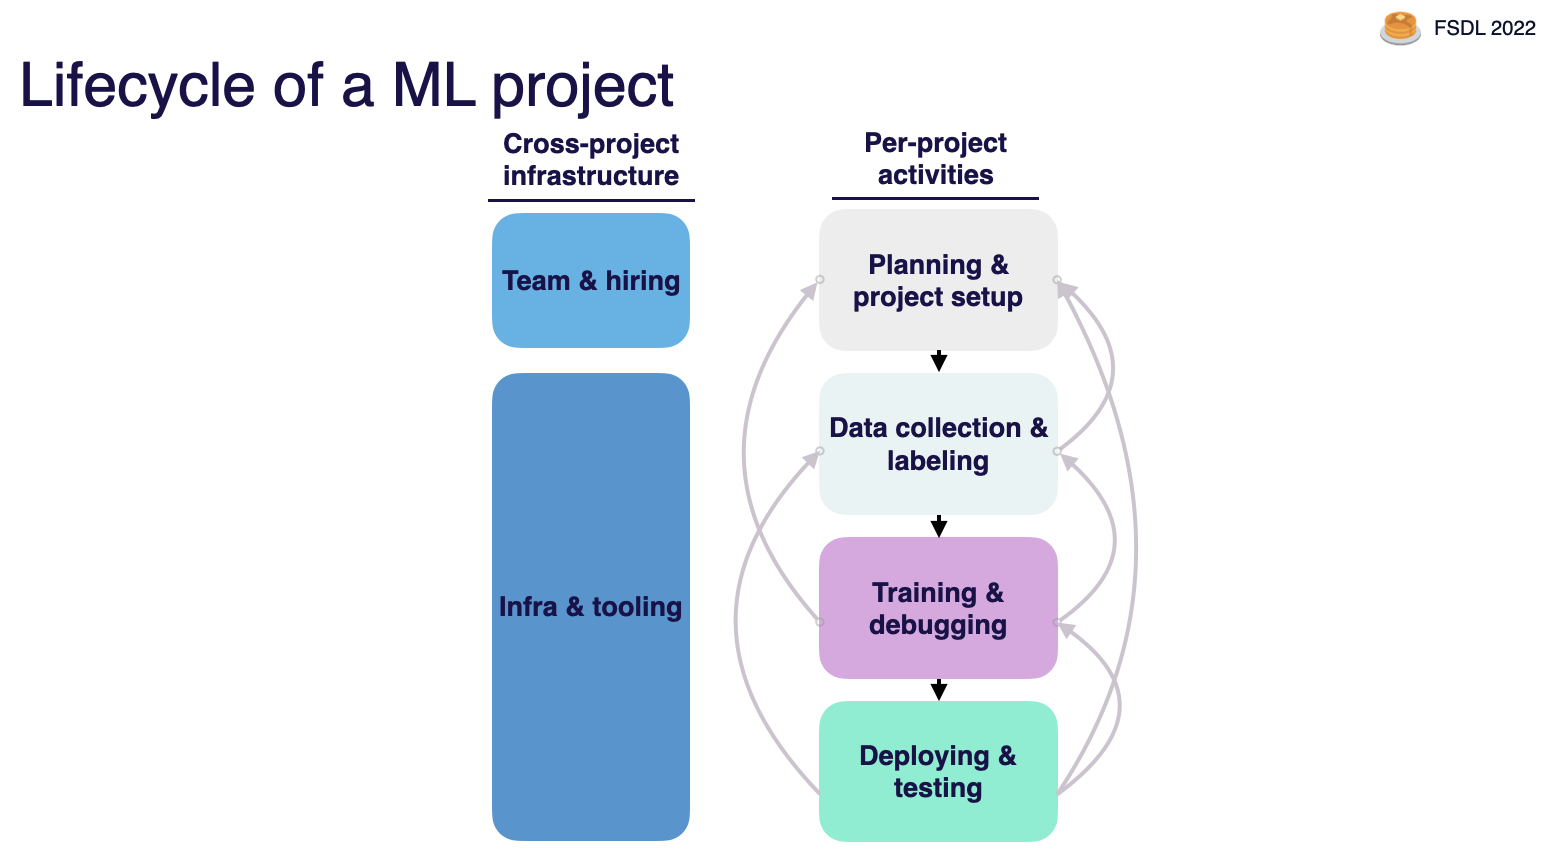 FSDL 2022
Lifecycle of a ML project
Cross-project
infrastructure
Team & hiring
Infra & tooling
Per-project
activities
Planning &
project setup
Data collection &
labeling
Training &
debugging
Deploying &
testing